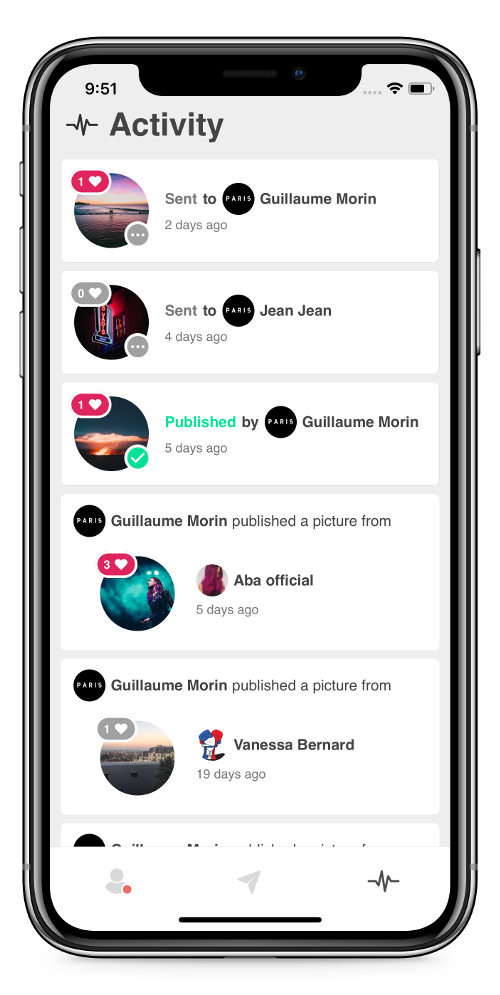 9:51
Activity
1
Sent to PARIS Guillaume Morin
2 days ago
0
Sent to PARIS Jean Jean
4 days ago
1
Published by PARIS Guillaume Morin
5 days ago
PARIS Guillaume Morin published a picture from
3
Aba official
5 days ago
PARIS Guillaume Morin published a picture from
1
Vanessa Bernard
19 days ago